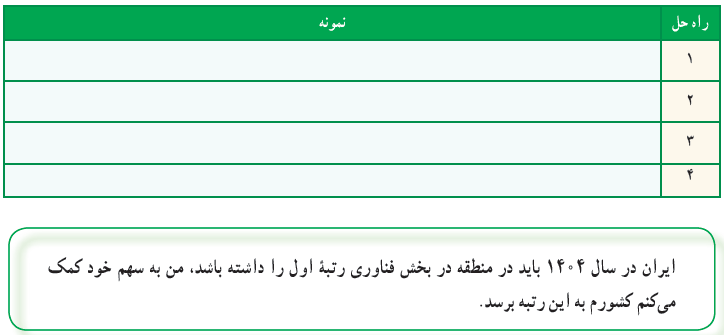 راه حل نمونه
۱
۲
۳
۴
ایران در سال ۱۴۰۴ باید در منطقه در بخش فناوری رتبهٔ اول را داشته باشد، من به سهم خود کمک
می‌کنم کشورم به این رتبه برسد.